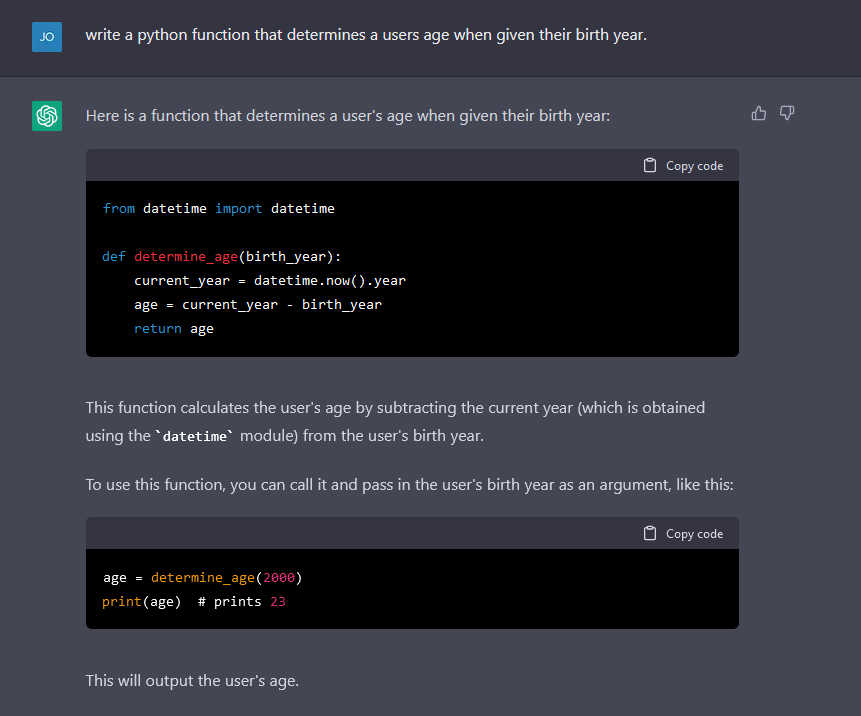 JO
write a python function that determines a users age when given their birth year.
Here is a function that determines a user's age when given their birth year:
Copy code
from datetime import datetime
def determine_age(birth_year):
    current_year = datetime.now().year
    age = current_year - birth_year
    return age
This function calculates the user's age by subtracting the current year (which is obtained
using the `datetime` module) from the user's birth year.
To use this function, you can call it and pass in the user's birth year as an argument, like this:
Copy code
age = determine_age(2000)
print(age)  # prints 23
This will output the user's age.